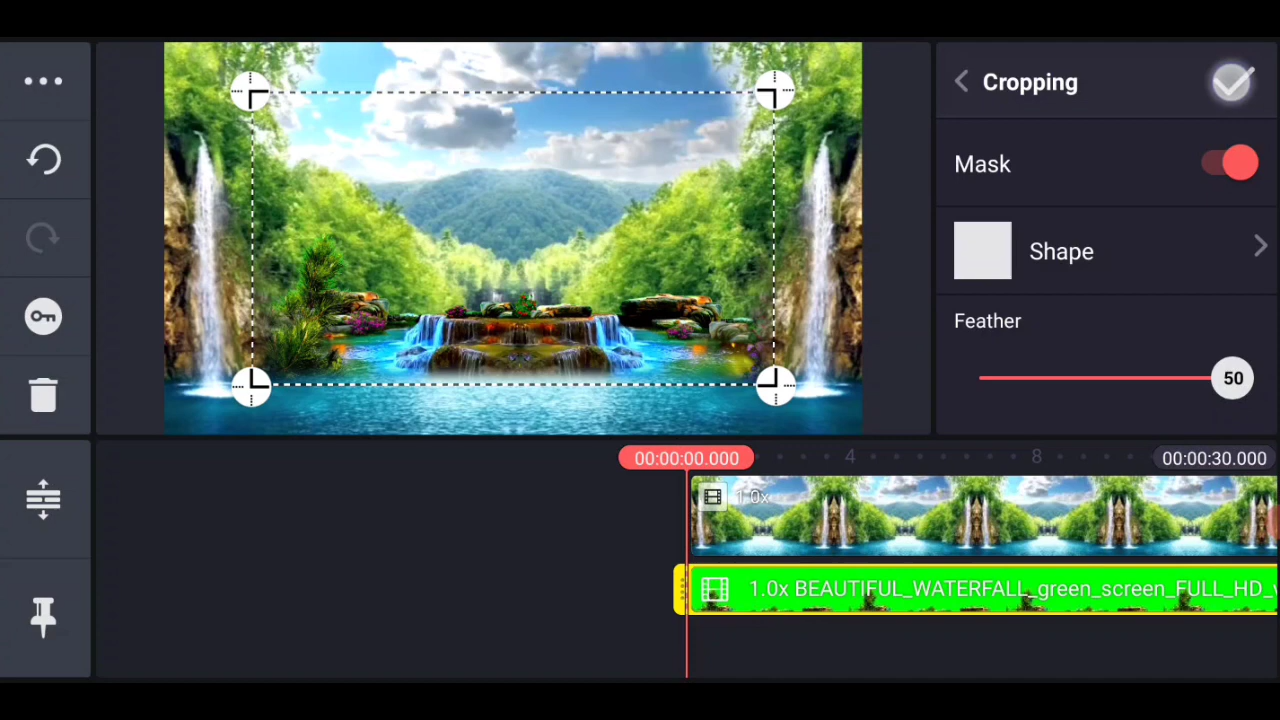 Cropping
Mask
Shape
Feather
50
00:00:00.000
4
8
00:00:30.000
1.0x
1.0x BEAUTIFUL_WATERFALL_green_screen_FULL_HD_